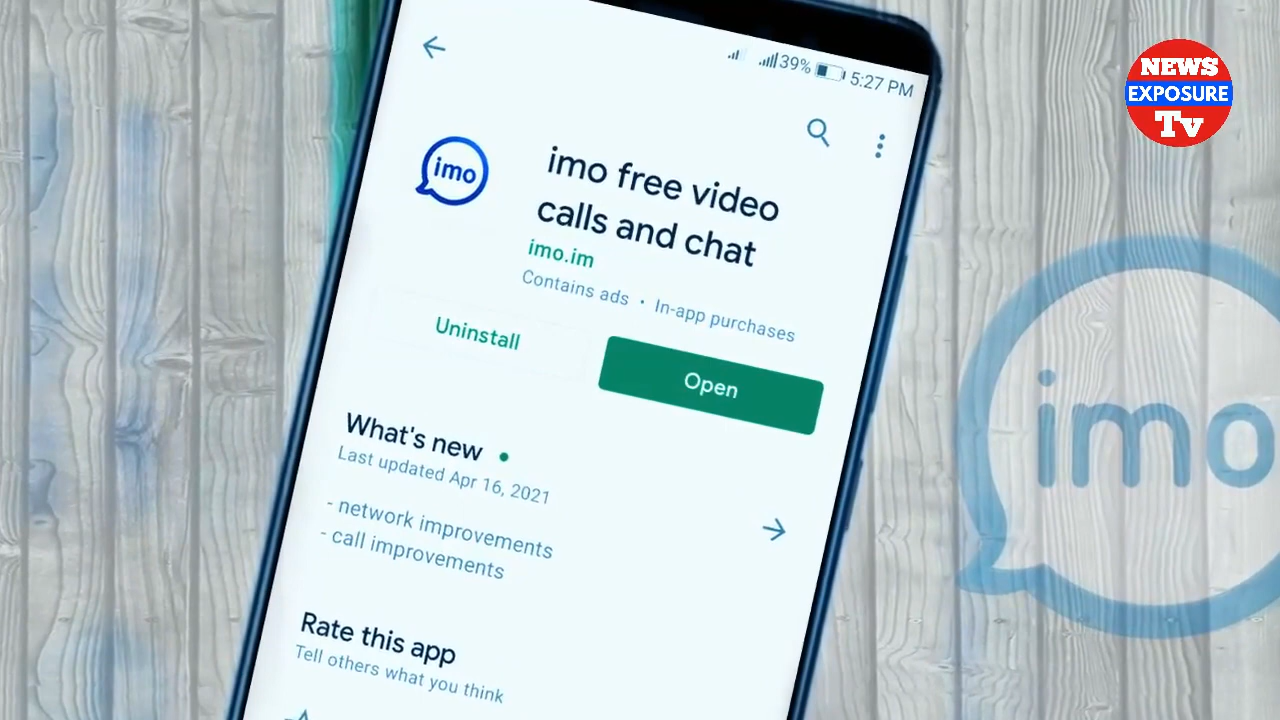 39% 5:27 PM
NEWS
EXPOSURE
Tv
imo
imo free video
calls and chat
imo.im
Contains ads • In-app purchases
Uninstall
Open
What's new
Last updated Apr 16, 2021
- network improvements
- call improvements
Rate this app
Tell others what you think
imo